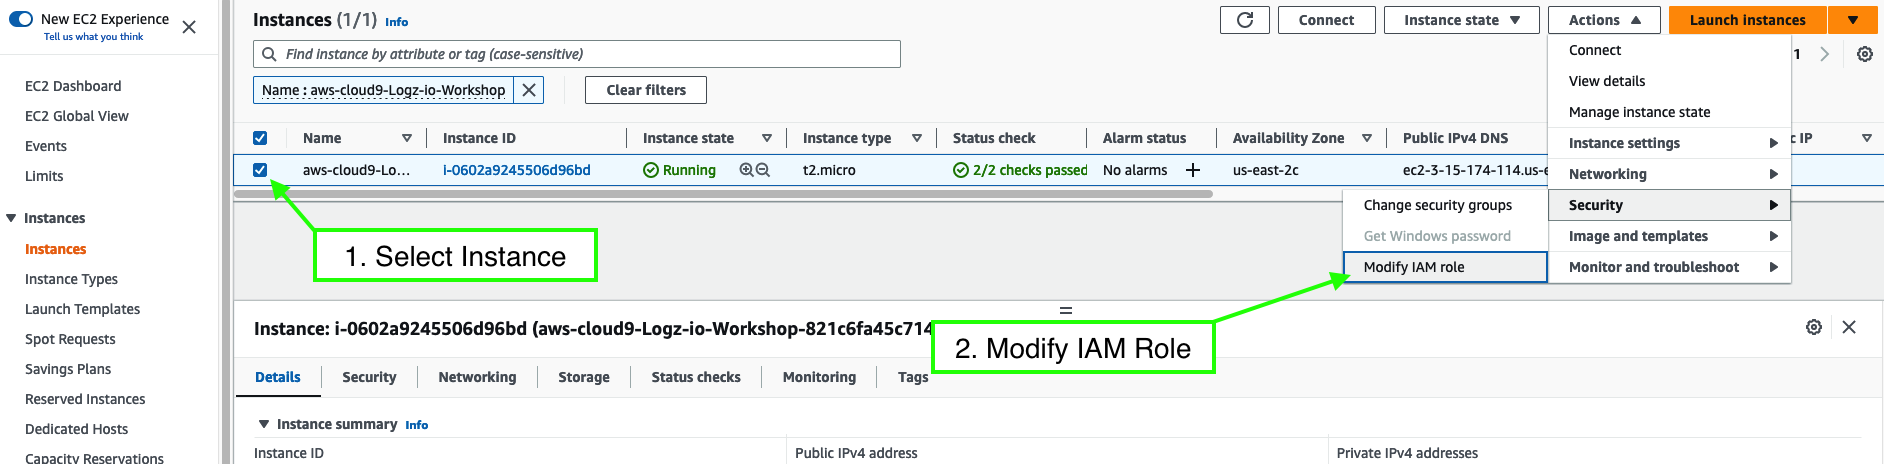 New EC2 Experience
Tell us what you think
EC2 Dashboard
EC2 Global View
Events
Limits
Instances
Instances
Instance Types
Launch Templates
Spot Requests
Savings Plans
Reserved Instances
Dedicated Hosts
Capacity Reservations
Instances (1/1) Info
Connect
Instance state
Actions
Launch instances
Find instance by attribute or tag (case-sensitive)
1
Name : aws-cloud9-Logz-io-Workshop
Clear filters
Name Instance ID Instance state Instance type Status check Alarm status Availability Zone Public IPv4 DNS IP
aws-cloud9-Lo... i-0602a9245506d96bd Running t2.micro 2/2 checks passed No alarms us-east-2c ec2-3-15-174-114.us-e
Connect
View details
Manage instance state
Instance settings
Networking
Security
Image and templates
Monitor and troubleshoot
Change security groups
Get Windows password
Modify IAM role
1. Select Instance
2. Modify IAM Role
Instance: i-0602a9245506d96bd (aws-cloud9-Logz-io-Workshop-821c6fa45c714
Details Security Networking Storage Status checks Monitoring Tags
Instance summary Info
Instance ID Public IPv4 address Private IPv4 addresses